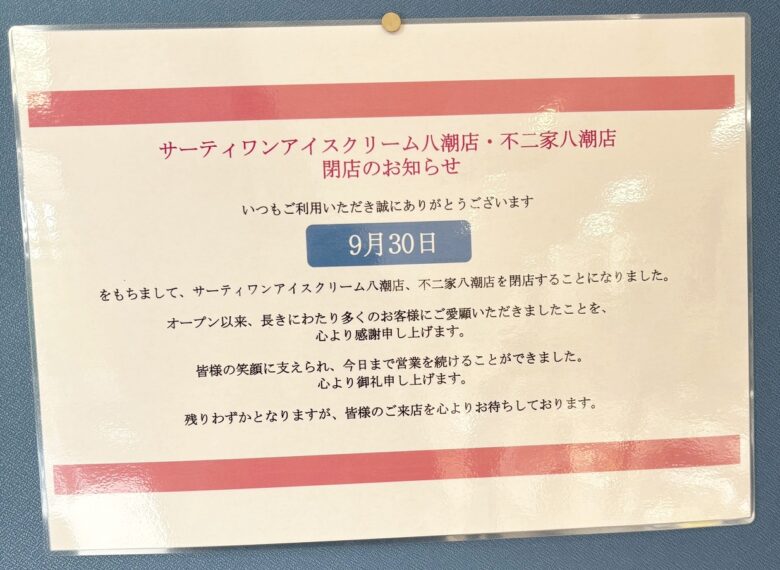 サーティワンアイスクリーム八潮店・不二家八潮店
閉店のお知らせ
いつもご利用いただき誠にありがとうございます
9月30日
をもちまして、サーティワンアイスクリーム八潮店、不二家八潮店を閉店することになりました。
オープン以来、長きにわたり多くのお客様にご愛顧いただきましたことを、
心より感謝申し上げます。
皆様の笑顔に支えられ、今日まで営業を続けることができました。
心より御礼申し上げます。
残りわずかとなりますが、皆様のご来店を心よりお待ちしております。